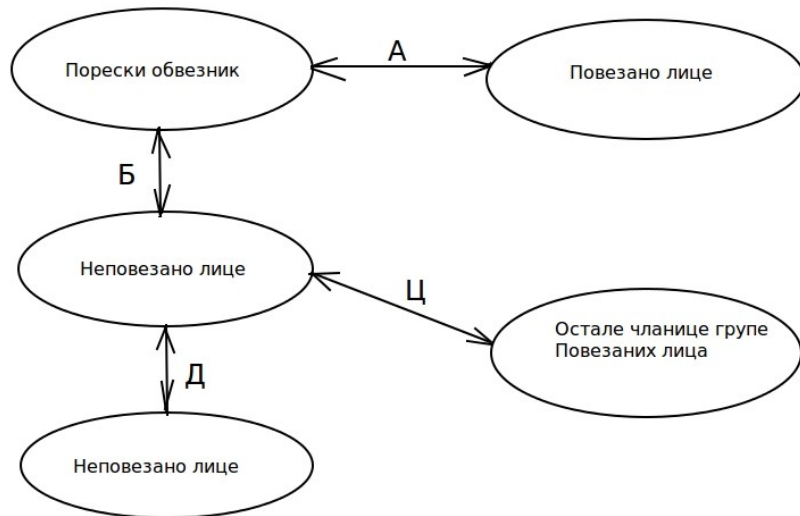 Порески обвезник
А
Повезано лице
Б
Неповезано лице
Ц
Остале чланице групе
Повезаних лица
Д
Неповезано лице